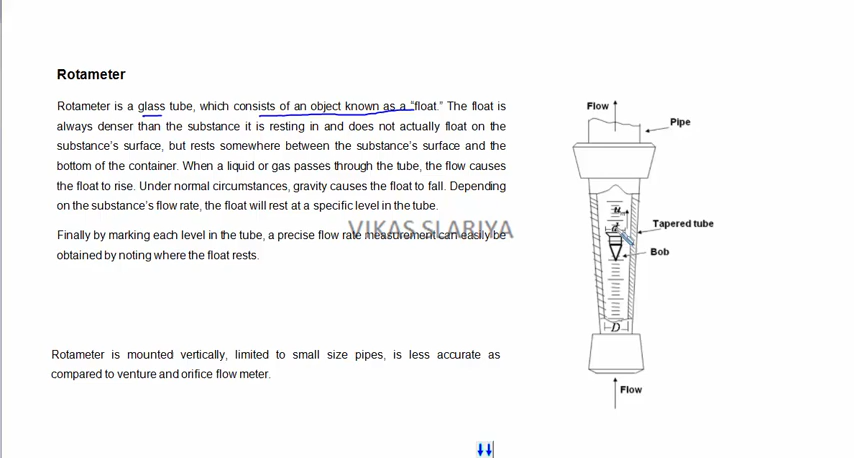 Rotameter
Rotameter is a glass tube, which consists of an object known as a "float." The float is
always denser than the substance it is resting in and does not actually float on the
substance's surface, but rests somewhere between the substance's surface and the
bottom of the container. When a liquid or gas passes through the tube, the flow causes
the float to rise. Under normal circumstances, gravity causes the float to fall. Depending
on the substance's flow rate, the float will rest at a specific level in the tube.
VIKAS SLARIYA
Finally by marking each level in the tube, a precise flow rate measurement can easily be
obtained by noting where the float rests.
Rotameter is mounted vertically, limited to small size pipes, is less accurate as
compared to venture and orifice flow meter.
Flow
Pipe
Tapered tube
d
Bob
D
Flow